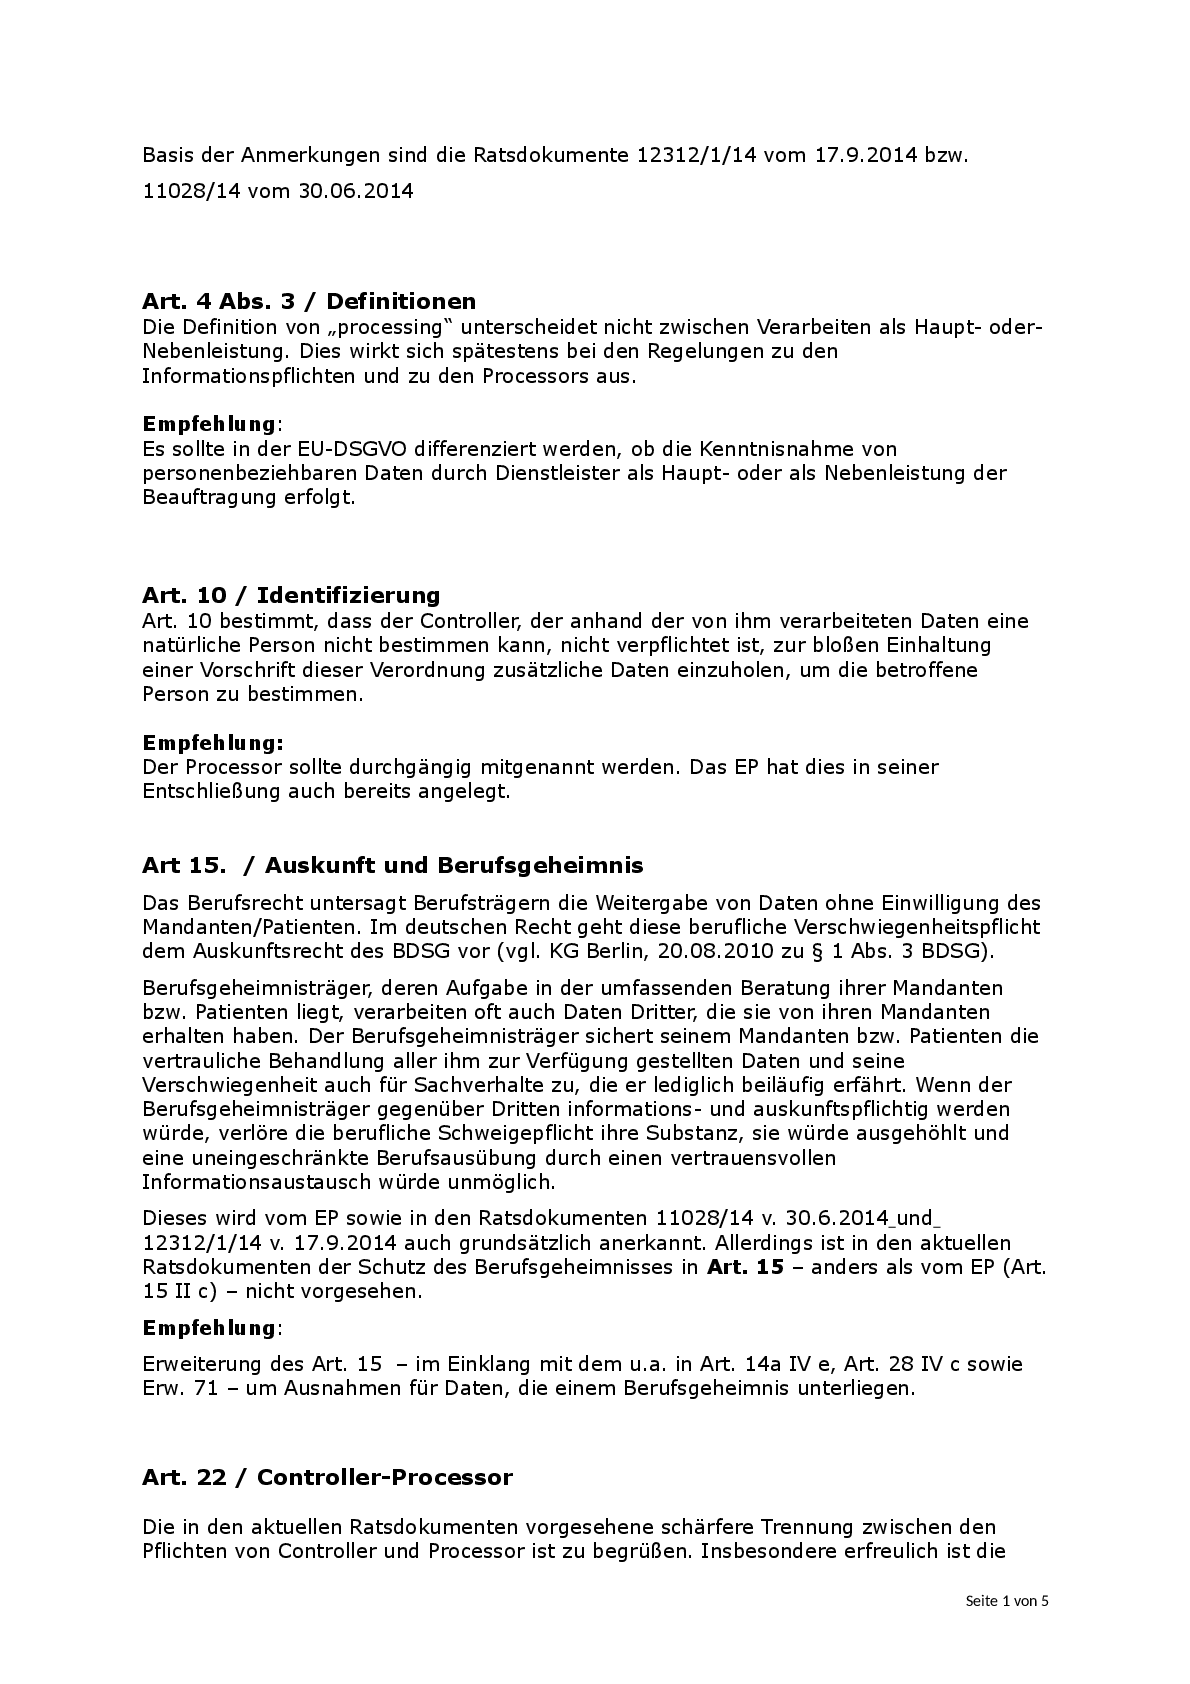 Basis der Anmerkungen sind die Ratsdokumente 12312/1/14 vom 17.9.2014 bzw.
11028/14 vom 30.06.2014
Art. 4 Abs. 3 / Definitionen
Die Definition von „processing“ unterscheidet nicht zwischen Verarbeiten als Haupt- oder-
Nebenleistung. Dies wirkt sich spätestens bei den Regelungen zu den
Informationspflichten und zu den Processors aus.
Empfehlung:
Es sollte in der EU-DSGVO differenziert werden, ob die Kenntnisnahme von
personenbeziehbaren Daten durch Dienstleister als Haupt- oder als Nebenleistung der
Beauftragung erfolgt.
Art. 10 / Identifizierung
Art. 10 bestimmt, dass der Controller, der anhand der von ihm verarbeiteten Daten eine
natürliche Person nicht bestimmen kann, nicht verpflichtet ist, zur bloßen Einhaltung
einer Vorschrift dieser Verordnung zusätzliche Daten einzuholen, um die betroffene
Person zu bestimmen.
Empfehlung:
Der Processor sollte durchgängig mitgenannt werden. Das EP hat dies in seiner
Entschließung auch bereits angelegt.
Art 15.  / Auskunft und Berufsgeheimnis
Das Berufsrecht untersagt Berufsträgern die Weitergabe von Daten ohne Einwilligung des
Mandanten/Patienten. Im deutschen Recht geht diese berufliche Verschwiegenheitspflicht
dem Auskunftsrecht des BDSG vor (vgl. KG Berlin, 20.08.2010 zu § 1 Abs. 3 BDSG).
Berufsgeheimnisträger, deren Aufgabe in der umfassenden Beratung ihrer Mandanten
bzw. Patienten liegt, verarbeiten oft auch Daten Dritter, die sie von ihren Mandanten
erhalten haben. Der Berufsgeheimnisträger sichert seinem Mandanten bzw. Patienten die
vertrauliche Behandlung aller ihm zur Verfügung gestellten Daten und seine
Verschwiegenheit auch für Sachverhalte zu, die er lediglich beiläufig erfährt. Wenn der
Berufsgeheimnisträger gegenüber Dritten informations- und auskunftspflichtig werden
würde, verlöre die berufliche Schweigepflicht ihre Substanz, sie würde ausgehöhlt und
eine uneingeschränkte Berufsausübung durch einen vertrauensvollen
Informationsaustausch würde unmöglich.
Dieses wird vom EP sowie in den Ratsdokumenten 11028/14 v. 30.6.2014_und_
12312/1/14 v. 17.9.2014 auch grundsätzlich anerkannt. Allerdings ist in den aktuellen
Ratsdokumenten der Schutz des Berufsgeheimnisses in Art. 15 – anders als vom EP (Art.
15 II c) – nicht vorgesehen.
Empfehlung:
Erweiterung des Art. 15  – im Einklang mit dem u.a. in Art. 14a IV e, Art. 28 IV c sowie
Erw. 71 – um Ausnahmen für Daten, die einem Berufsgeheimnis unterliegen.
Art. 22 / Controller-Processor
Die in den aktuellen Ratsdokumenten vorgesehene schärfere Trennung zwischen den
Pflichten von Controller und Processor ist zu begrüßen. Insbesondere erfreulich ist die
Seite 1 von 5